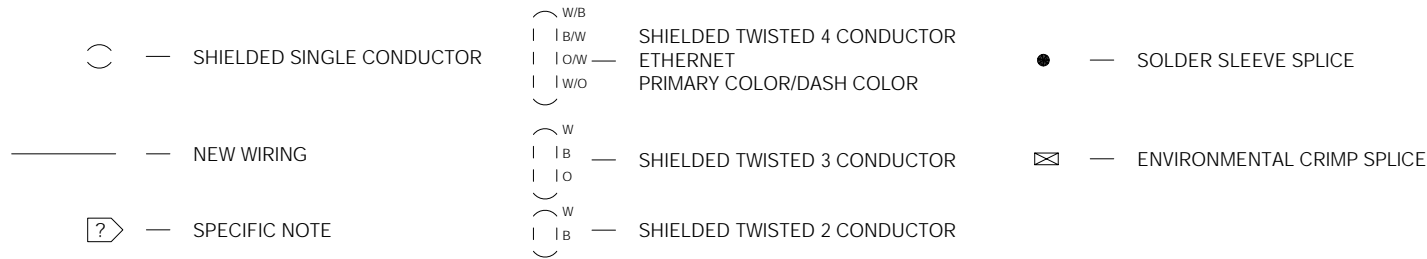 — SHIELDED SINGLE CONDUCTOR
— NEW WIRING
? — SPECIFIC NOTE
W/B
B/W SHIELDED TWISTED 4 CONDUCTOR
O/W — ETHERNET
W/O PRIMARY COLOR/DASH COLOR
W
B — SHIELDED TWISTED 3 CONDUCTOR
O
W
B — SHIELDED TWISTED 2 CONDUCTOR
— SOLDER SLEEVE SPLICE
— ENVIRONMENTAL CRIMP SPLICE